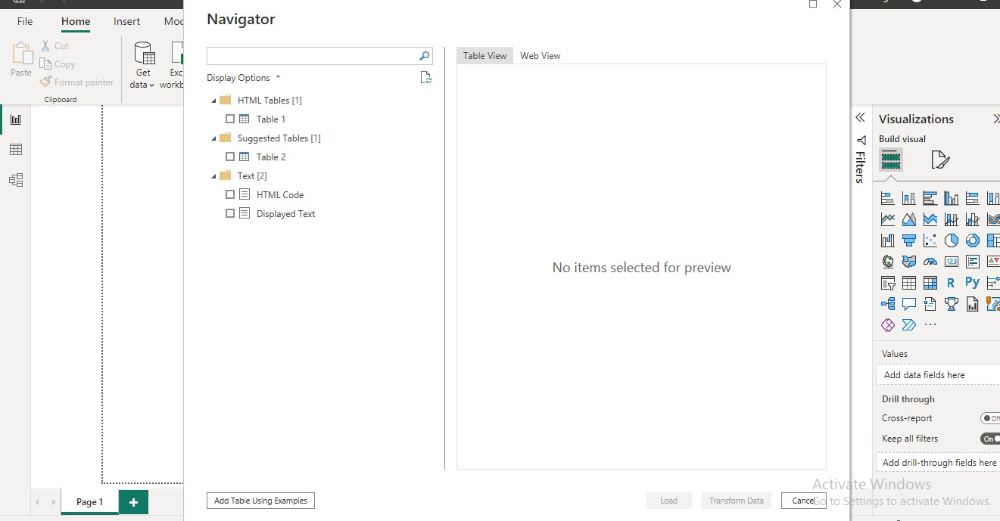 File
Home
Insert
Paste
Cut
Copy
Format painter
Clipboard
Get
data
Navigator
Display Options
HTML Tables [1]
Table 1
Suggested Tables [1]
Table 2
Text [2]
HTML Code
Displayed Text
Table View
Web View
No items selected for preview
Add Table Using Examples
Load
Transform Data
Cancel
Page 1
Filters
Visualizations
Build visual
123
R
Py
Values
Add data fields here
Drill through
Cross-report
Off
Keep all filters
On
Add drill-through fields here
Activate Windows
Go to Settings to activate Windows.